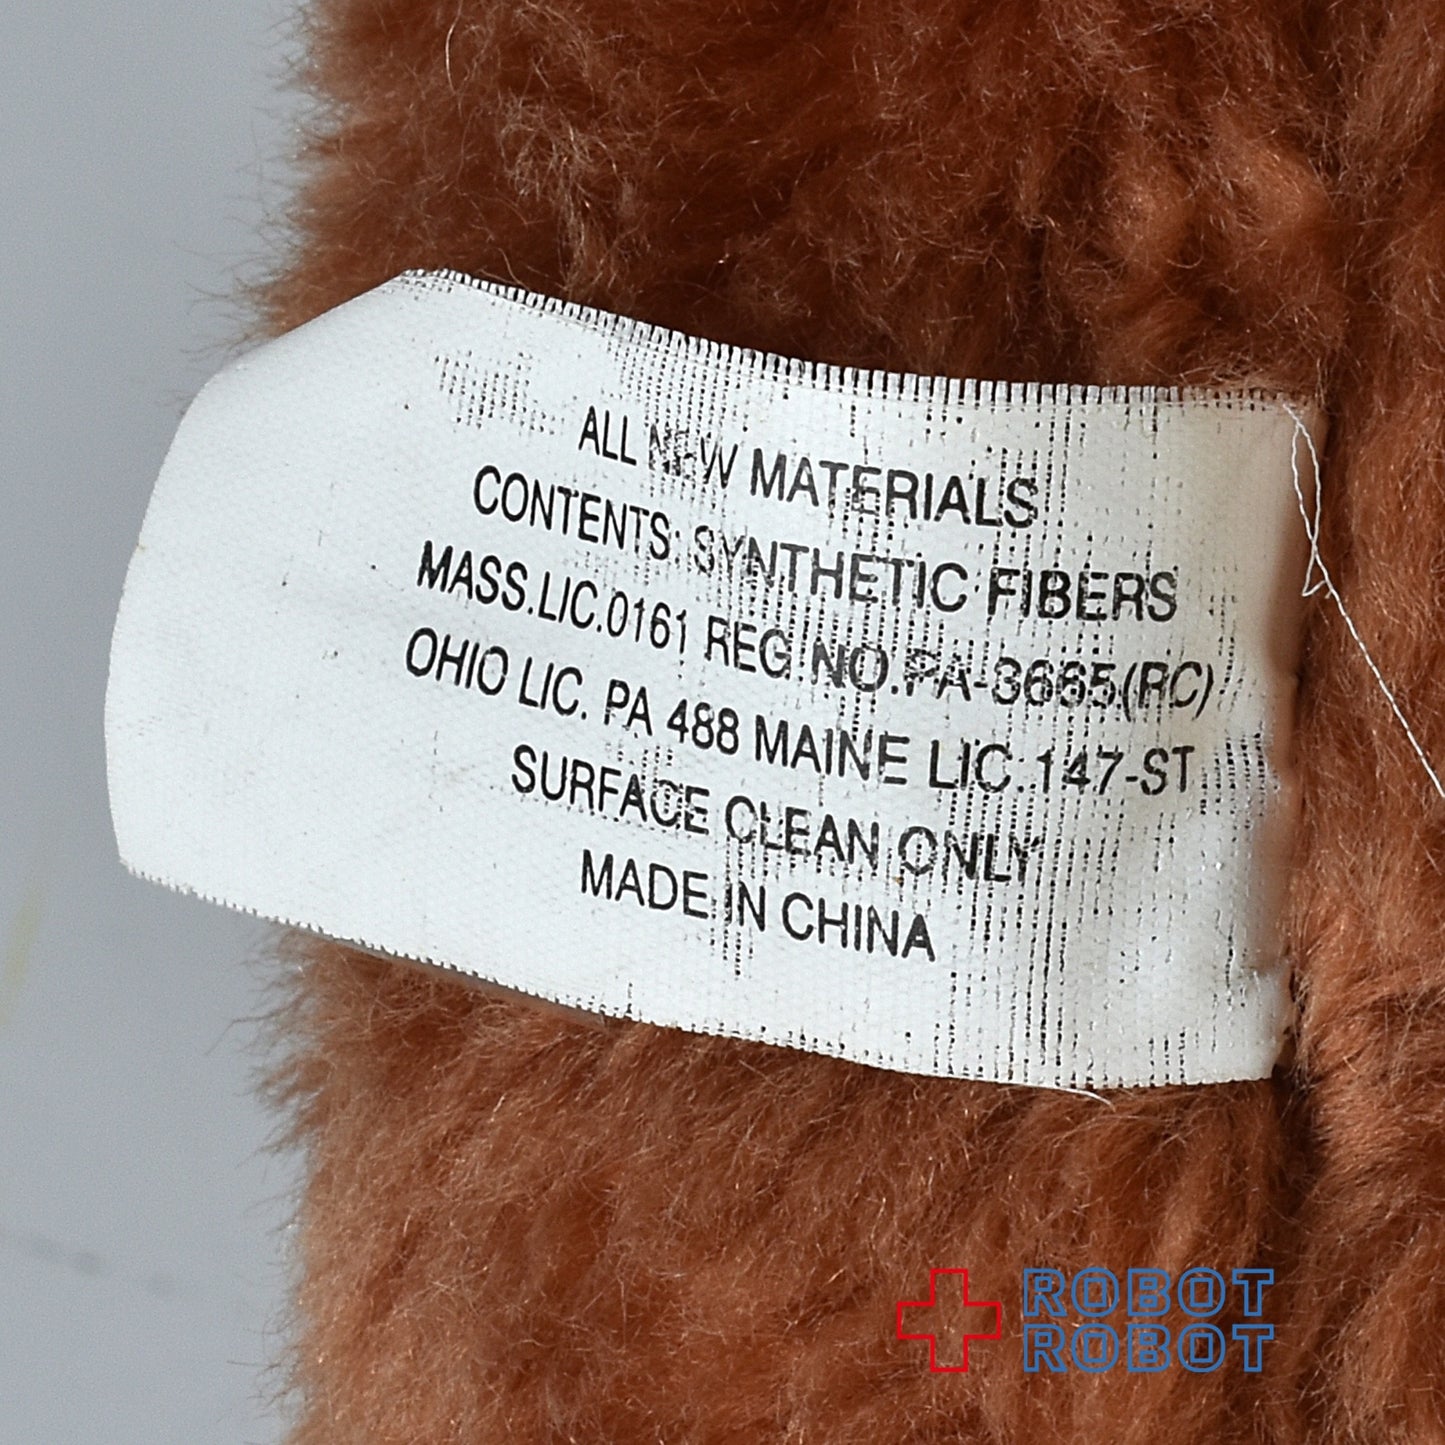 ALL NEW MATERIALS
CONTENTS: SYNTHETIC FIBERS
MASS.LIC.0161 REG.NO.PA-3665(RC)
OHIO LIC. PA 488 MAINE LIC.147-ST
SURFACE CLEAN ONLY
MADE IN CHINA
ROBOT
ROBOT